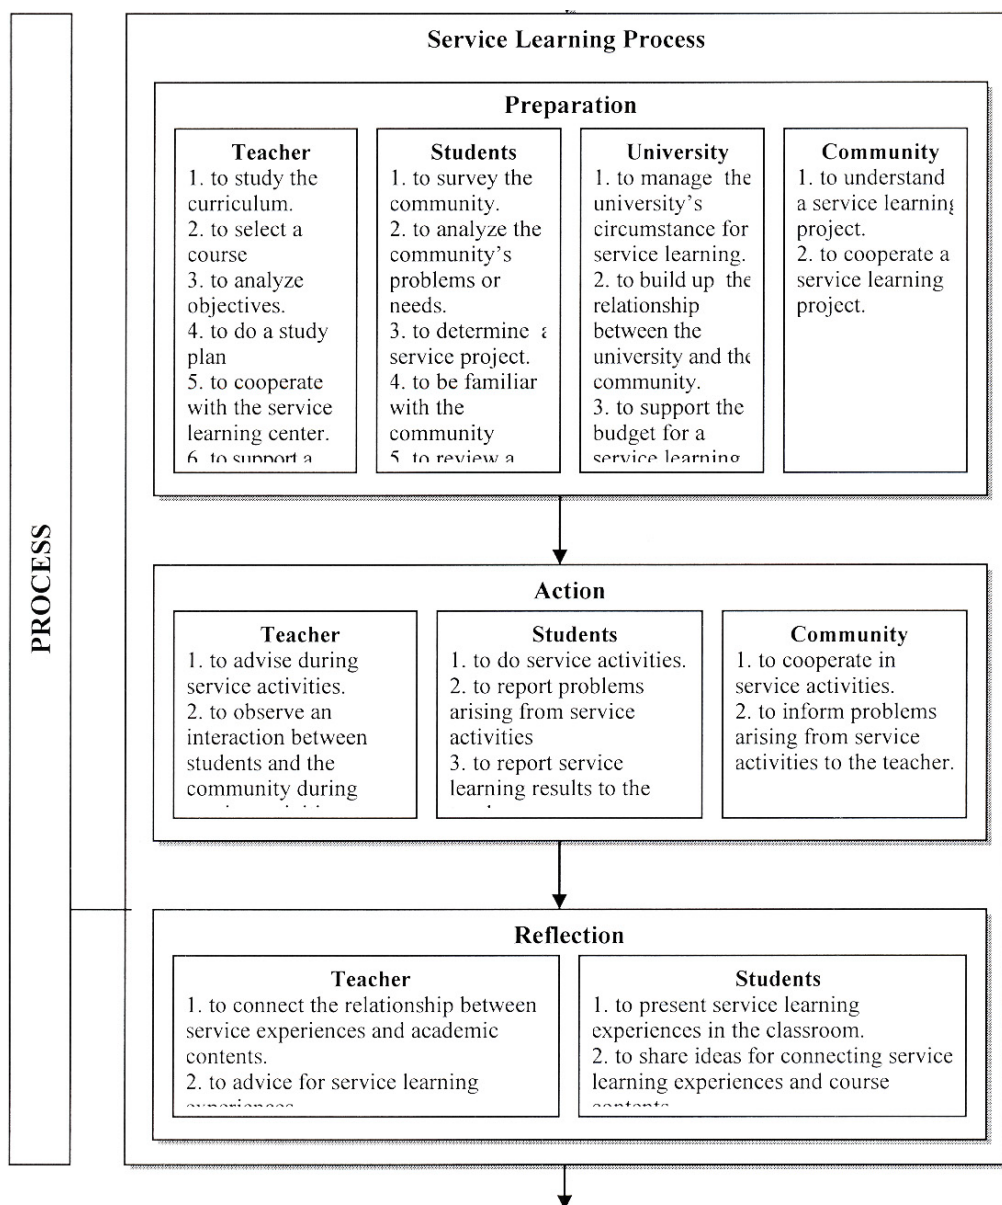 PROCESS
Service Learning Process
Preparation
Teacher
1. to study the
curriculum.
2. to select a
course
3. to analyze
objectives.
4. to do a study
plan
5. to cooperate
with the service
learning center.
6. to support a
Students
1. to survey the
community.
2. to analyze the
community's
problems or
needs.
3. to determine a
service project.
4. to be familiar
with the
community
5. to review a
University
1. to manage the
university's
circumstance for
service learning.
2. to build up the
relationship
between the
university and the
community.
3. to support the
budget for a
service learning
Community
1. to understand
a service learning
project.
2. to cooperate a
service learning
project.
Action
Teacher
1. to advise during
service activities.
2. to observe an
interaction between
students and the
community during
Students
1. to do service activities.
2. to report problems
arising from service
activities
3. to report service
learning results to the
Community
1. to cooperate in
service activities.
2. to inform problems
arising from service
activities to the teacher.
Reflection
Teacher
1. to connect the relationship between
service experiences and academic
contents.
2. to advice for service learning
experiences
Students
1. to present service learning
experiences in the classroom.
2. to share ideas for connecting service
learning experiences and course
contents